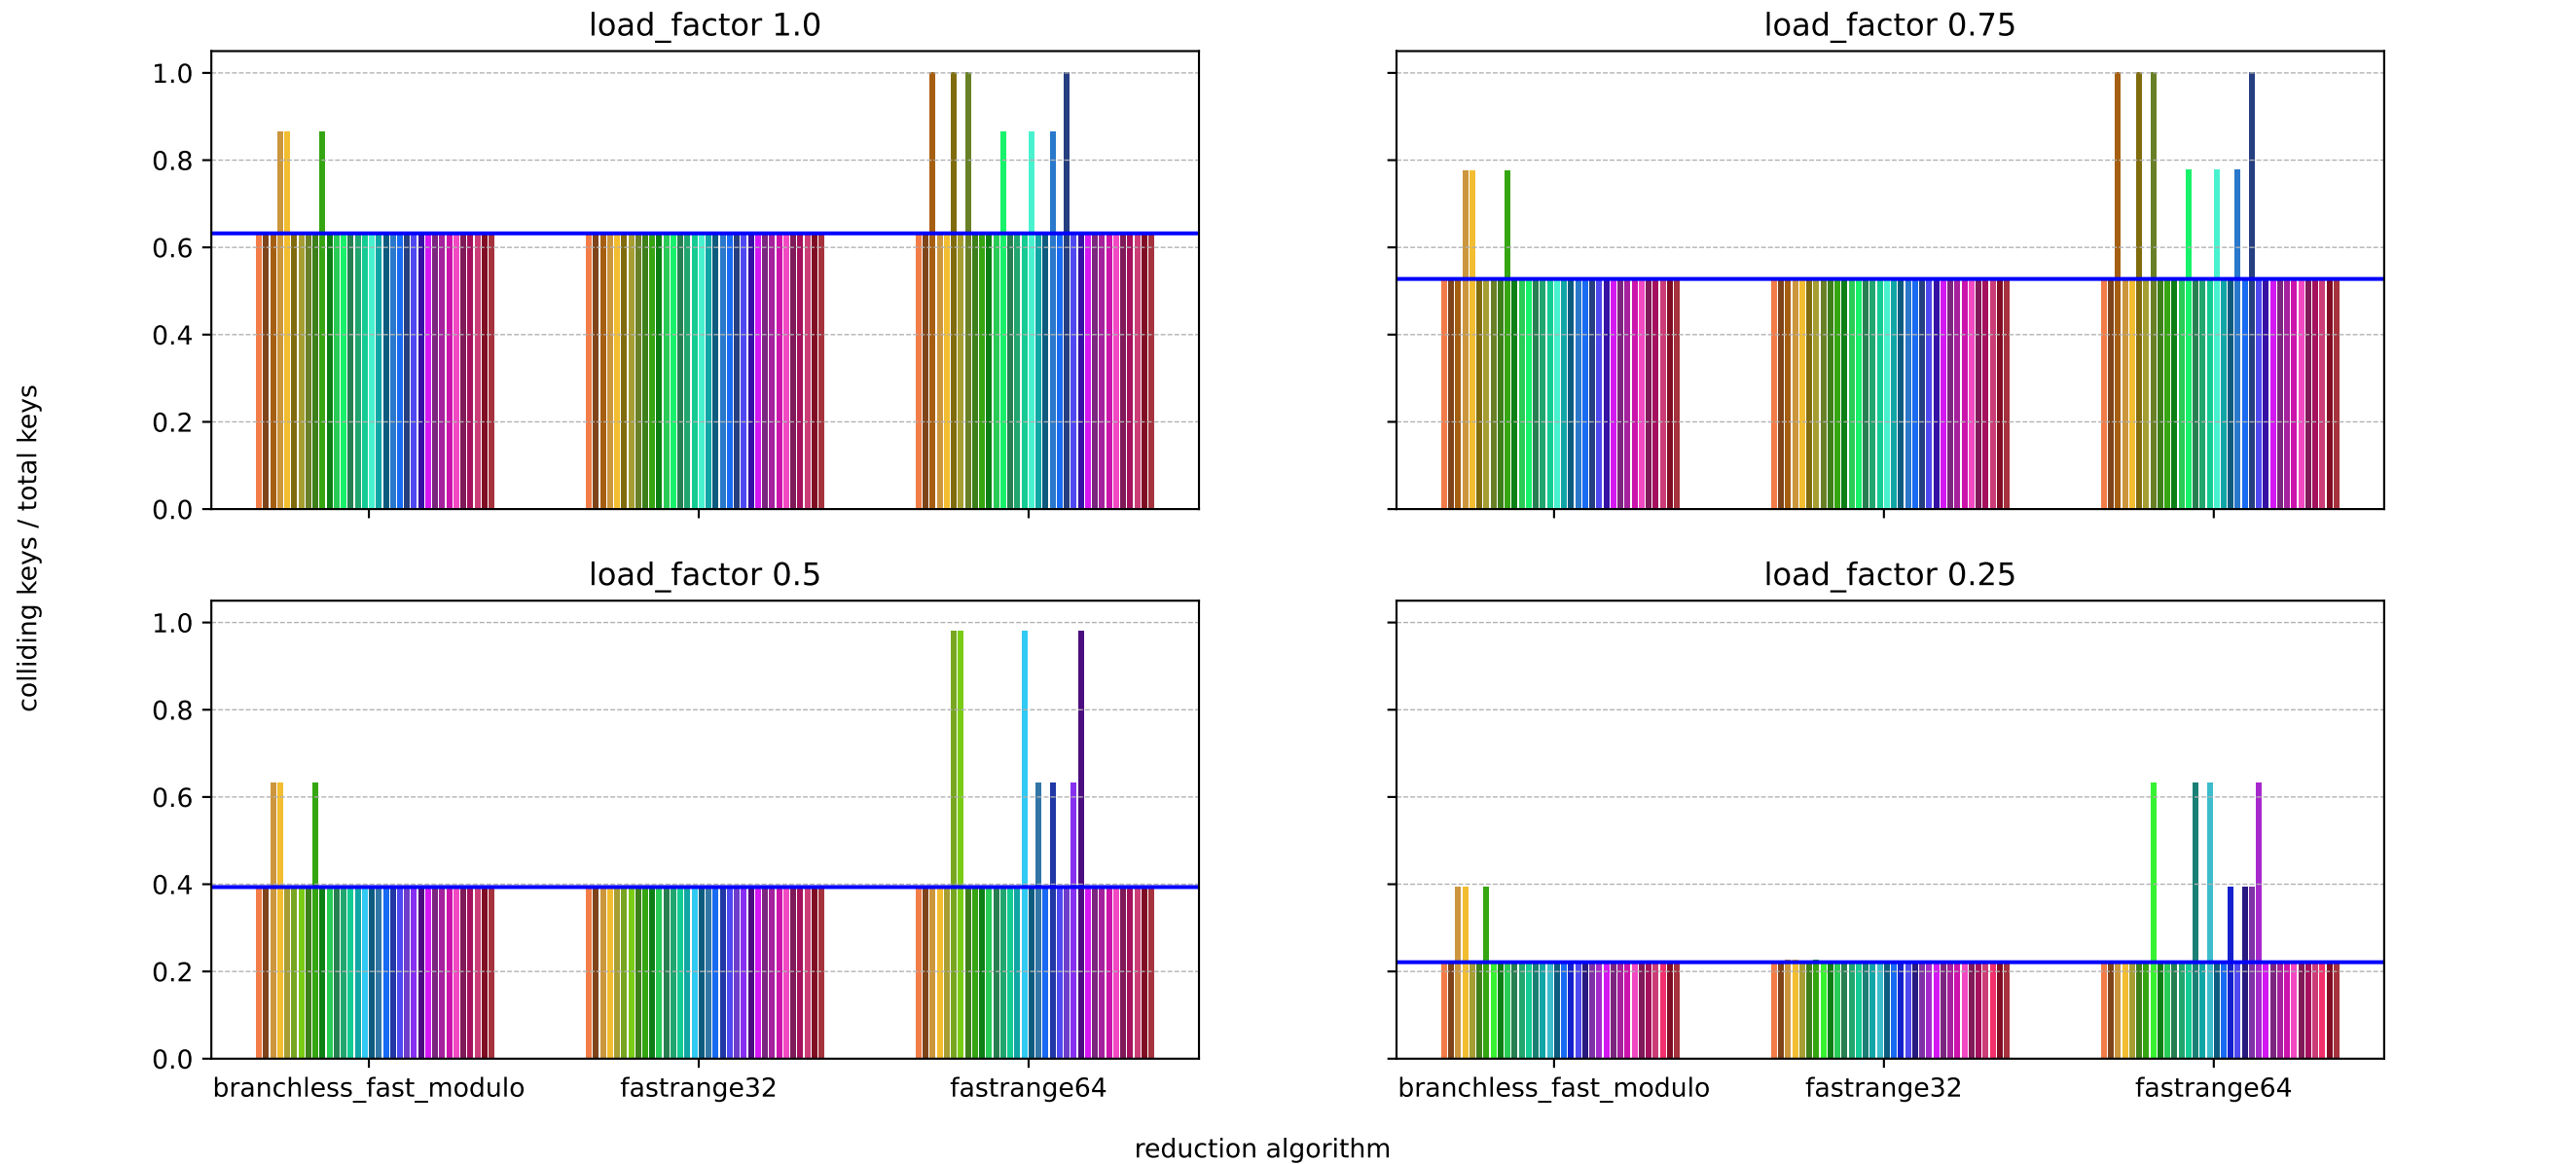 load_factor 1.0
load_factor 0.75
1.0
0.8
0.6
0.4
0.2
0.0
colliding keys / total keys
load_factor 0.5
load_factor 0.25
1.0
0.8
0.6
0.4
0.2
0.0
branchless_fast_modulo
fastrange32
fastrange64
branchless_fast_modulo
fastrange32
fastrange64
reduction algorithm